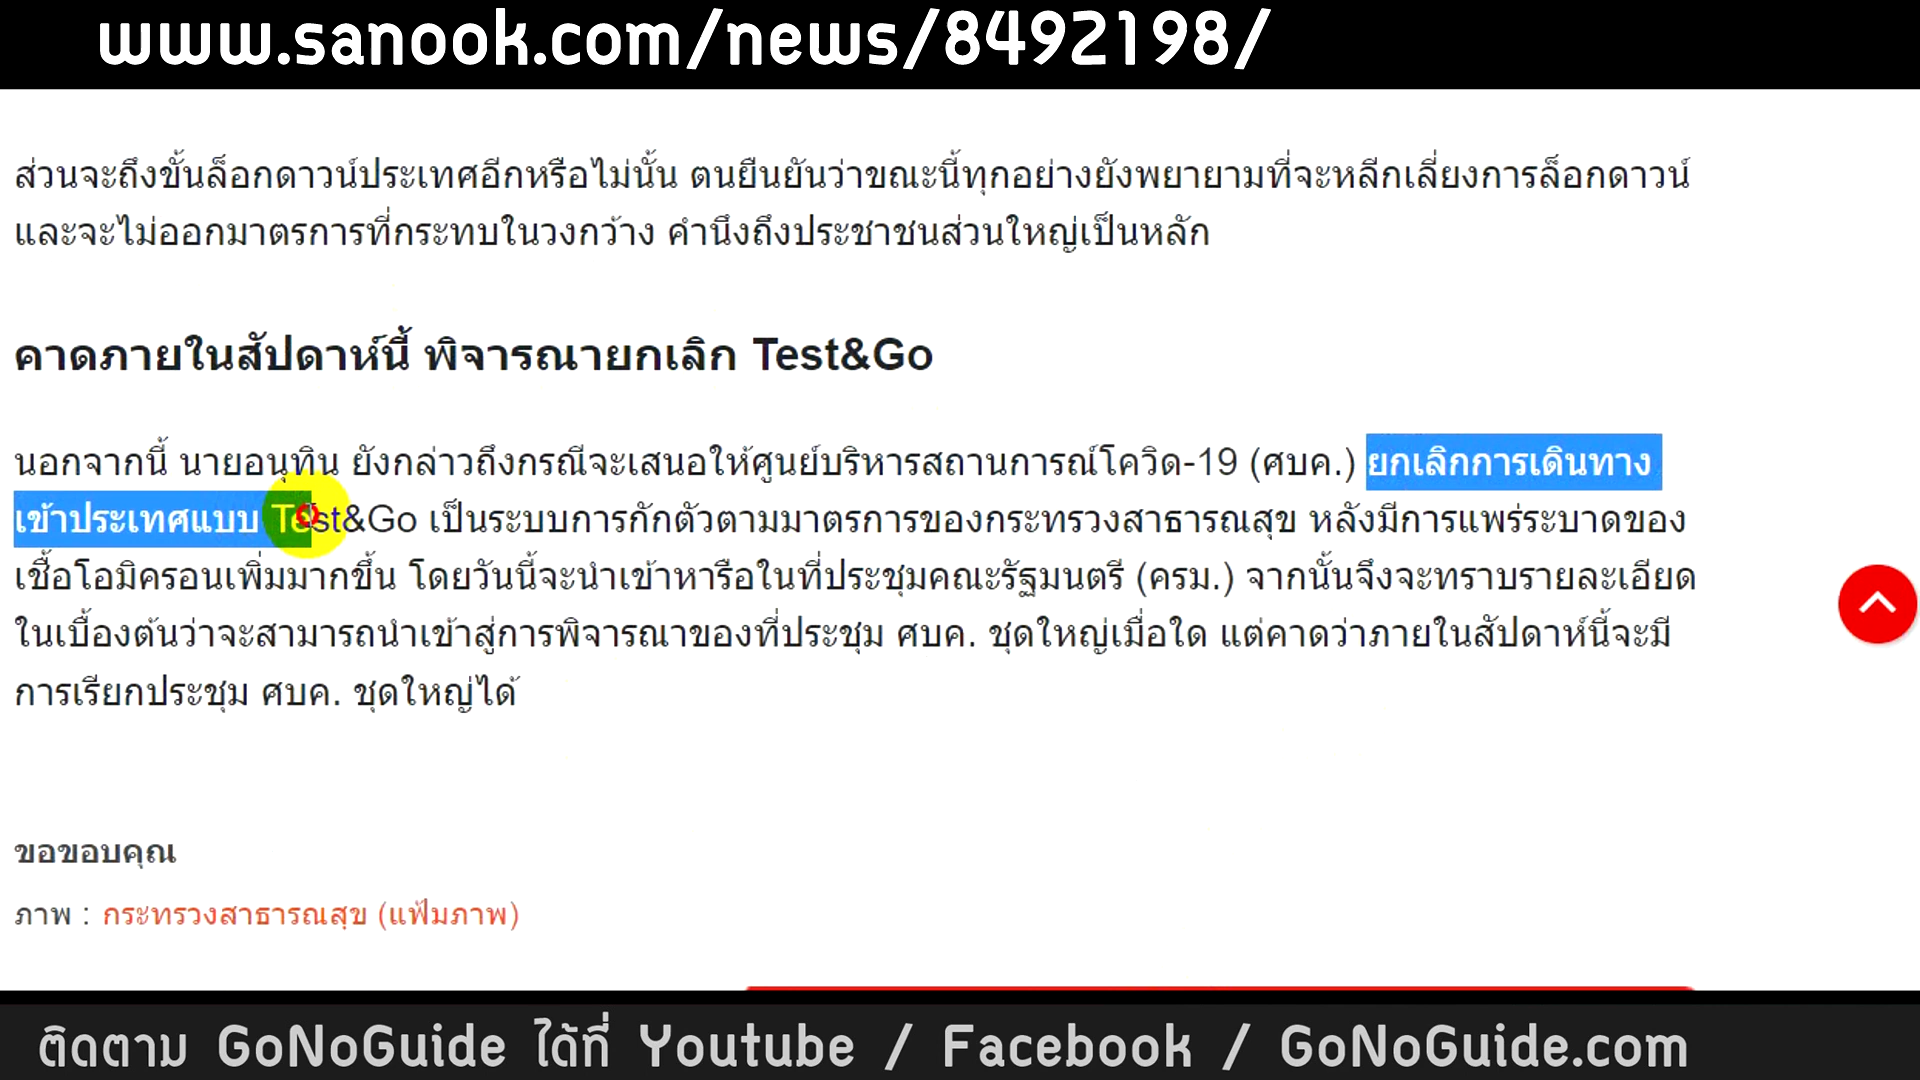 www.sanook.com/news/8492198/
ส่วนจะถึงขั้นล็อกดาวน์ประเทศอีกหรือไม่นั้น ตนยืนยันว่าขณะนี้ทุกอย่างยังพยายามที่จะหลีกเลี่ยงการล็อกดาวน์
และจะไม่ออกมาตรการที่กระทบในวงกว้าง คำนึงถึงประชาชนส่วนใหญ่เป็นหลัก
คาดภายในสัปดาห์นี้ พิจารณายกเลิก Test&Go
นอกจากนี้ นายอนุทิน ยังกล่าวถึงกรณีจะเสนอให้ศูนย์บริหารสถานการณ์โควิด-19 (ศบค.) ยกเลิกการเดินทาง
เข้าประเทศแบบ Test&Go เป็นระบบการกักตัวตามมาตรการของกระทรวงสาธารณสุข หลังมีการแพร่ระบาดของ
เชื้อโอมิครอนเพิ่มมากขึ้น โดยวันนี้จะนำเข้าหารือในที่ประชุมคณะรัฐมนตรี (ครม.) จากนั้นจึงจะทราบรายละเอียด
ในเบื้องต้นว่าจะสามารถนำเข้าสู่การพิจารณาของที่ประชุม ศบค. ชุดใหญ่เมื่อใด แต่คาดว่าภายในสัปดาห์นี้จะมี
การเรียกประชุม ศบค. ชุดใหญ่ได้
ขอขอบคุณ
ภาพ : กระทรวงสาธารณสุข (แฟ้มภาพ)
ติดตาม GoNoGuide ได้ที่ Youtube / Facebook / GoNoGuide.com